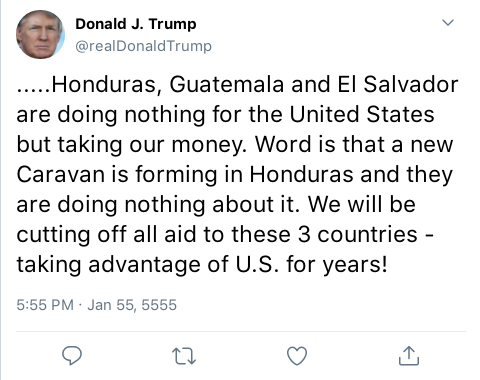 Donald J. Trump
@realDonaldTrump
.....Honduras, Guatemala and El Salvador
are doing nothing for the United States
but taking our money. Word is that a new
Caravan is forming in Honduras and they
are doing nothing about it. We will be
cutting off all aid to these 3 countries -
taking advantage of U.S. for years!
5:55 PM · Jan 55, 5555